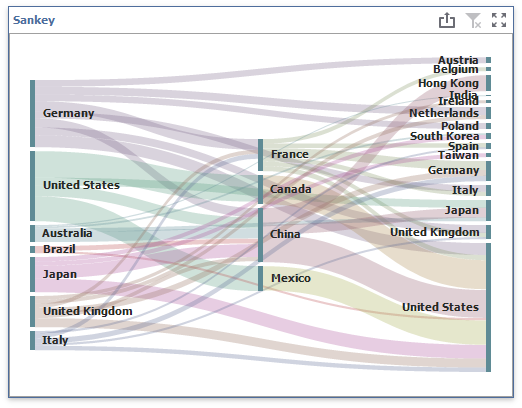 Sankey
Germany
United States
Australia
Brazil
Japan
United Kingdom
Italy
France
Canada
China
Mexico
Austria
Belgium
Hong Kong
India
Ireland
Netherlands
Poland
South Korea
Spain
Taiwan
Germany
Italy
Japan
United Kingdom
United States